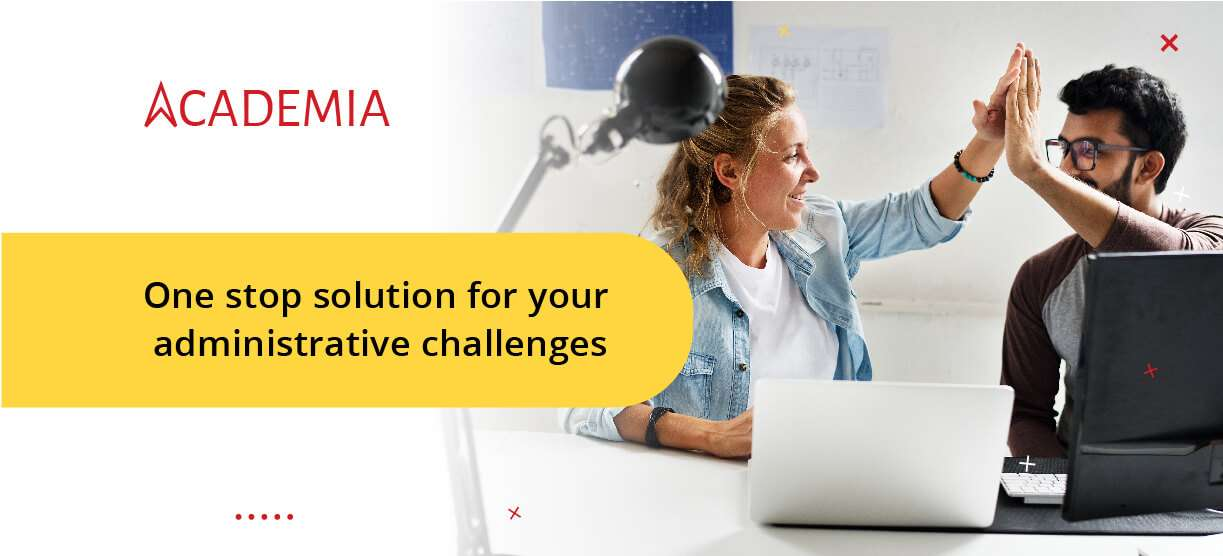 ACADEMIA
One stop solution for your
administrative challenges